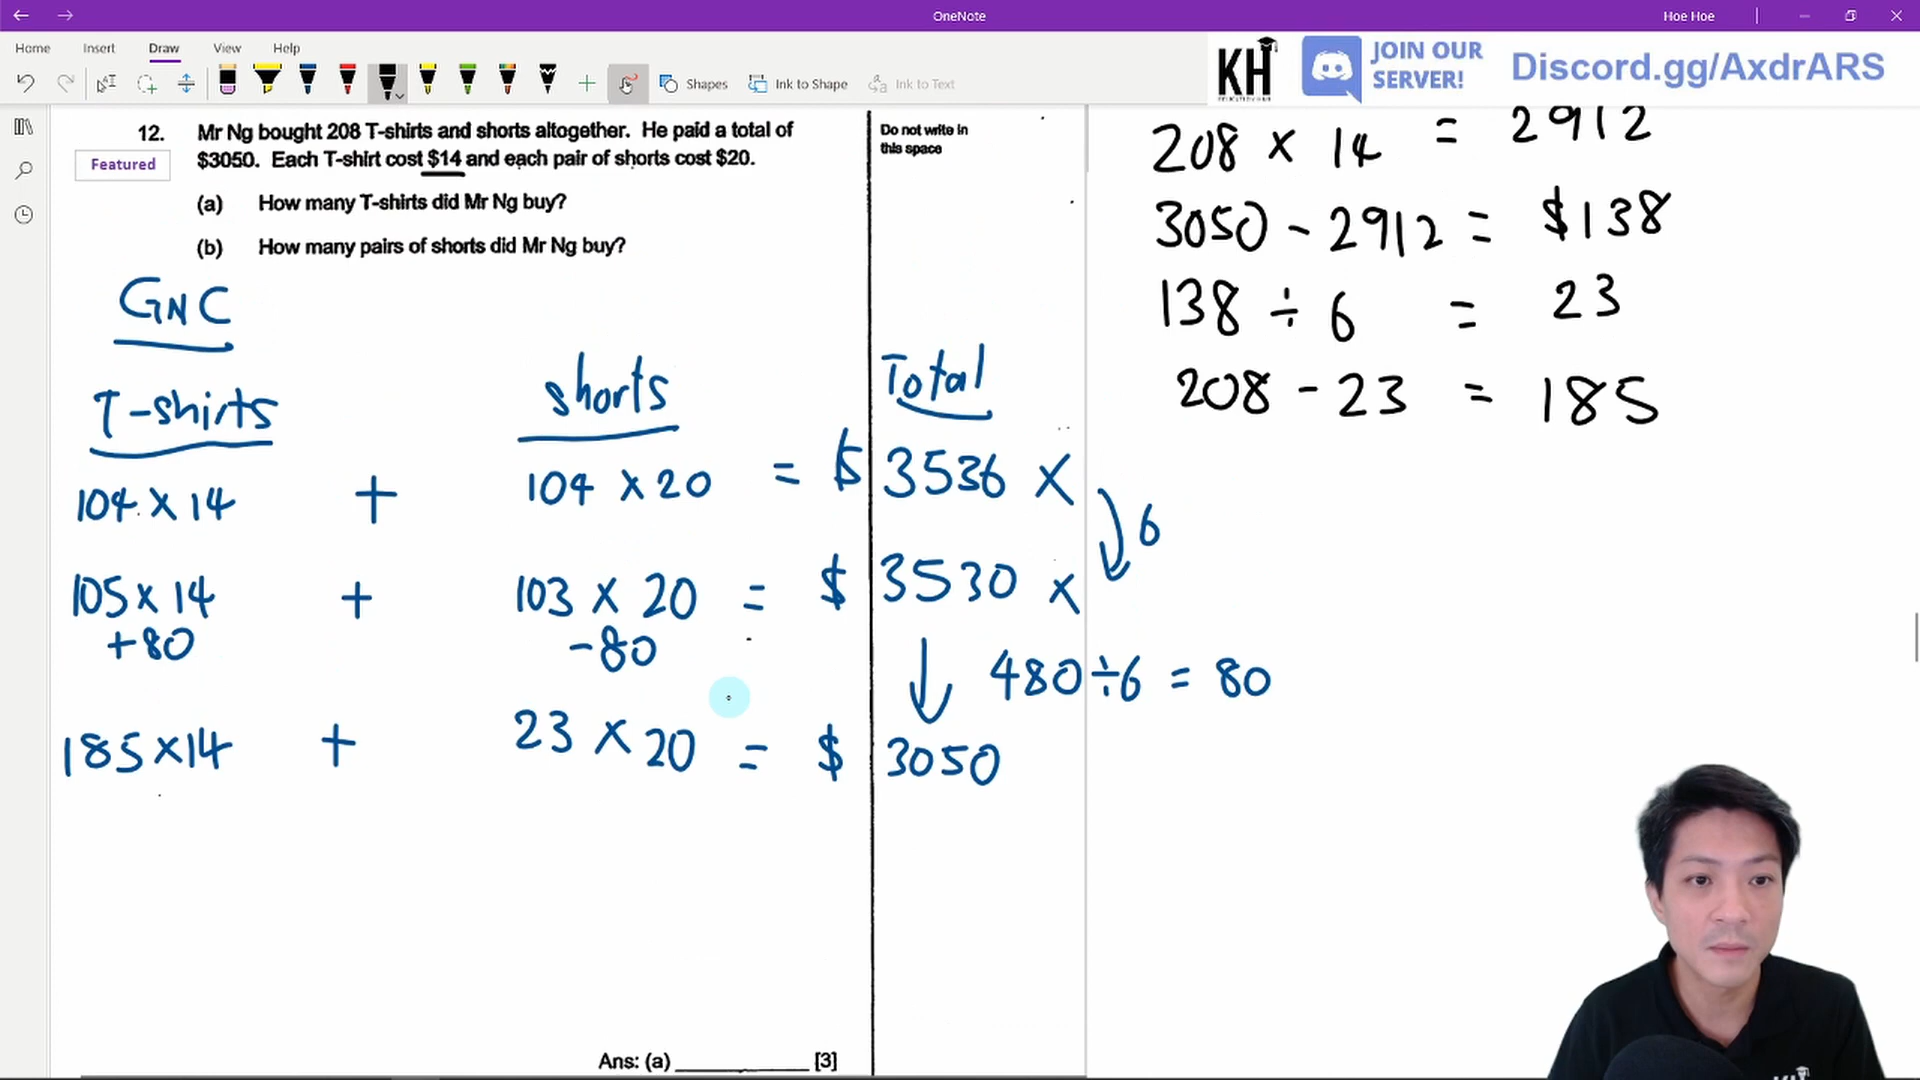 OneNote
Hoe Hoe
Home Insert Draw View Help
Shapes Ink to Shape Ink to Text
KH
JOIN OUR
SERVER!
Discord.gg/AxdrARS
Featured
12. Mr Ng bought 208 T-shirts and shorts altogether. He paid a total of
$3050. Each T-shirt cost $14 and each pair of shorts cost $20.
(a) How many T-shirts did Mr Ng buy?
(b) How many pairs of shorts did Mr Ng buy?
Do not write in
this space
GNC
T-shirts shorts Total
104 × 14 + 104 × 20 = $ 3536 ×
6
105 × 14 + 103 × 20 = $ 3530 ×
+80 -80
480 ÷ 6 = 80
185 × 14 + 23 × 20 = $ 3050
Ans: (a) __________ [3]
208 × 14 = 2912
3050 - 2912 = $138
138 ÷ 6 = 23
208 - 23 = 185